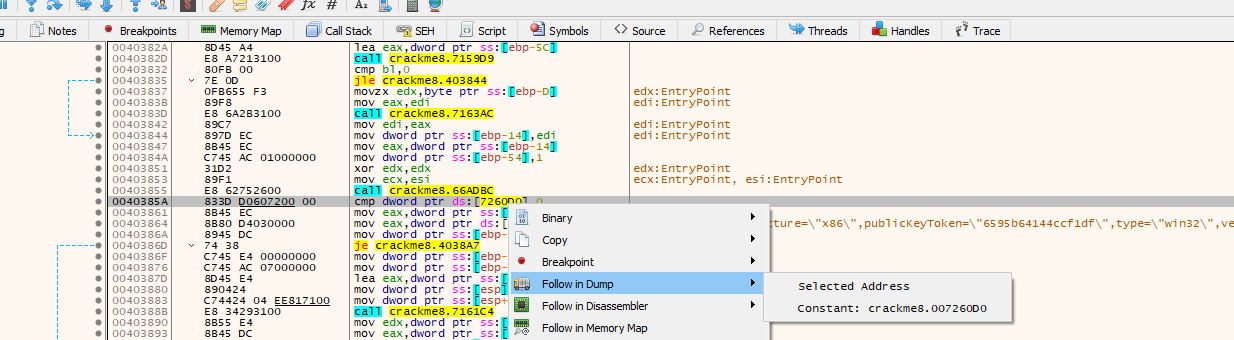 Notes Breakpoints Memory Map Call Stack SEH Script Symbols Source References Threads Handles Trace
0040382A 8D45 A4 lea eax,dword ptr ss:[ebp-5C]
0040382D E8 A7213100 call crackme8.7159D9
00403832 80FB 00 cmp bl,0
00403835 7E 0D jle crackme8.403844
00403837 0FB655 F3 movzx edx,byte ptr ss:[ebp-D] edx:EntryPoint
0040383B 89F8 mov eax,edi edi:EntryPoint
0040383D E8 6A2B3100 call crackme8.7163AC
00403842 89C7 mov edi,eax edi:EntryPoint
00403844 897D EC mov dword ptr ss:[ebp-14],edi edi:EntryPoint
00403847 8B45 EC mov eax,dword ptr ss:[ebp-14]
0040384A C745 AC 01000000 mov dword ptr ss:[ebp-54],1
00403851 31D2 xor edx,edx edx:EntryPoint
00403853 89F1 mov ecx,esi ecx:EntryPoint, esi:EntryPoint
00403855 E8 62752600 call crackme8.66ADBC
0040385A 833D D0607200 00 cmp dword ptr ds:[7260D0],0
00403861 8B45 EC mov eax,dword ptr ss:
00403864 8B80 D4030000 mov eax,dword ptr ds: cture=\"x86\",publicKeyToken=\"6595b64144ccf1df\",type=\"win32\",ve
0040386A 8945 DC mov dword ptr ss:[ebp-
0040386D 74 38 je crackme8.4038A7
0040386F C745 E4 00000000 mov dword ptr ss:[ebp-
00403876 C745 AC 07000000 mov dword ptr ss:[ebp-
0040387D 8D45 E4 lea eax,dword ptr ss:[
00403880 890424 mov dword ptr ss:[esp]
00403883 C74424 04 EE817100 mov dword ptr ss:[esp+
0040388B E8 34293100 call crackme8.7161C4
00403890 8B55 E4 mov edx,dword ptr ss:[
00403893 8B45 DC mov eax,dword ptr ss:[
Binary
Copy
Breakpoint
Follow in Dump
Follow in Disassembler
Follow in Memory Map
Selected Address
Constant: crackme8.007260D0